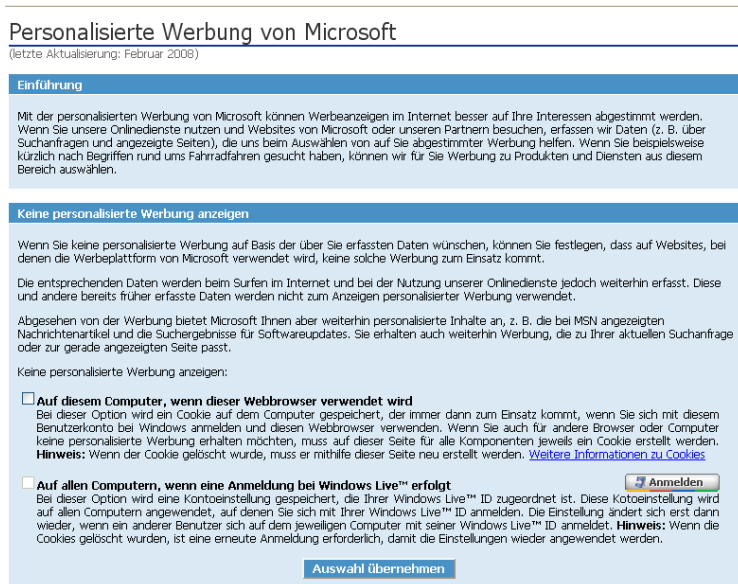 Personalisierte Werbung von Microsoft
(letzte Aktualisierung: Februar 2008)
Einführung
Mit der personalisierten Werbung von Microsoft können Werbeanzeigen im Internet besser auf Ihre Interessen abgestimmt werden.
Wenn Sie unsere Onlinedienste nutzen und Websites von Microsoft oder unseren Partnern besuchen, erfassen wir Daten (z. B. über
Suchanfragen und angezeigte Seiten), die uns beim Auswählen von auf Sie abgestimmter Werbung helfen. Wenn Sie beispielsweise
kürzlich nach Begriffen rund ums Fahrradfahren gesucht haben, können wir für Sie Werbung zu Produkten und Diensten aus diesem
Bereich auswählen.
Keine personalisierte Werbung anzeigen
Wenn Sie keine personalisierte Werbung auf Basis der über Sie erfassten Daten wünschen, können Sie festlegen, dass auf Websites, bei
denen die Werbeplattform von Microsoft verwendet wird, keine solche Werbung zum Einsatz kommt.
Die entsprechenden Daten werden beim Surfen im Internet und bei der Nutzung unserer Onlinedienste jedoch weiterhin erfasst. Diese
und andere bereits früher erfasste Daten werden nicht zum Anzeigen personalisierter Werbung verwendet.
Abgesehen von der Werbung bietet Microsoft Ihnen aber weiterhin personalisierte Inhalte an, z. B. die bei MSN angezeigten
Nachrichtenartikel und die Suchergebnisse für Softwareupdates. Sie erhalten auch weiterhin Werbung, die zu Ihrer aktuellen Suchanfrage
oder zur gerade angezeigten Seite passt.
Keine personalisierte Werbung anzeigen:
Auf diesem Computer, wenn dieser Webbrowser verwendet wird
Bei dieser Option wird ein Cookie auf dem Computer gespeichert, der immer dann zum Einsatz kommt, wenn Sie sich mit diesem
Benutzerkonto bei Windows anmelden und diesen Webbrowser verwenden. Wenn Sie auch für andere Browser oder Computer
keine personalisierte Werbung erhalten möchten, muss auf dieser Seite für alle Komponenten jeweils ein Cookie erstellt werden.
Hinweis: Wenn der Cookie gelöscht wurde, muss er mithilfe dieser Seite neu erstellt werden. Weitere Informationen zu Cookies
Auf allen Computern, wenn eine Anmeldung bei Windows Live™ erfolgt Anmelden
Bei dieser Option wird eine Kontoeinstellung gespeichert, die Ihrer Windows Live™ ID zugeordnet ist. Diese Kotoeinstellung wird
auf allen Computern angewendet, auf denen Sie sich mit Ihrer Windows Live™ ID anmelden. Die Einstellung ändert sich erst dann
wieder, wenn ein anderer Benutzer sich auf dem jeweiligen Computer mit seiner Windows Live™ ID anmeldet. Hinweis: Wenn die
Cookies gelöscht wurden, ist eine erneute Anmeldung erforderlich, damit die Einstellungen wieder angewendet werden.
Auswahl übernehmen